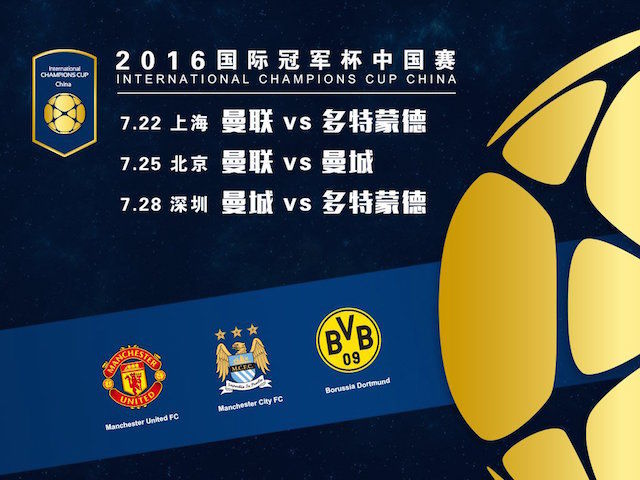 International
CHAMPIONS CUP
China
2016国际冠军杯中国赛
INTERNATIONAL CHAMPIONS CUP CHINA
7.22 上海 曼联 VS 多特蒙德
7.25 北京 曼联 VS 曼城
7.28 深圳 曼城 VS 多特蒙德
MANCHESTER
UNITED
Manchester United FC
M.C.F.C.
Manchester City FC
BVB
09
Borussia Dortmund